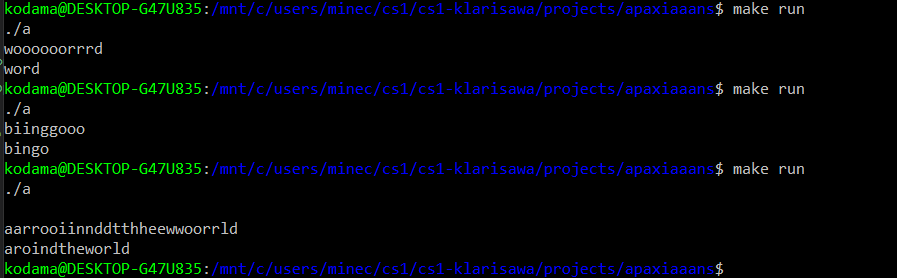 kodama@DESKTOP-G47U835:/mnt/c/users/minec/cs1/cs1-klarisawa/projects/apaxiaaans$ make run
./a
woooooorrrd
word
kodama@DESKTOP-G47U835:/mnt/c/users/minec/cs1/cs1-klarisawa/projects/apaxiaaans$ make run
./a
biinggooo
bingo
kodama@DESKTOP-G47U835:/mnt/c/users/minec/cs1/cs1-klarisawa/projects/apaxiaaans$ make run
./a
aarrooiinnddtthheewwoorrld
aroindtheworld
kodama@DESKTOP-G47U835:/mnt/c/users/minec/cs1/cs1-klarisawa/projects/apaxiaaans$